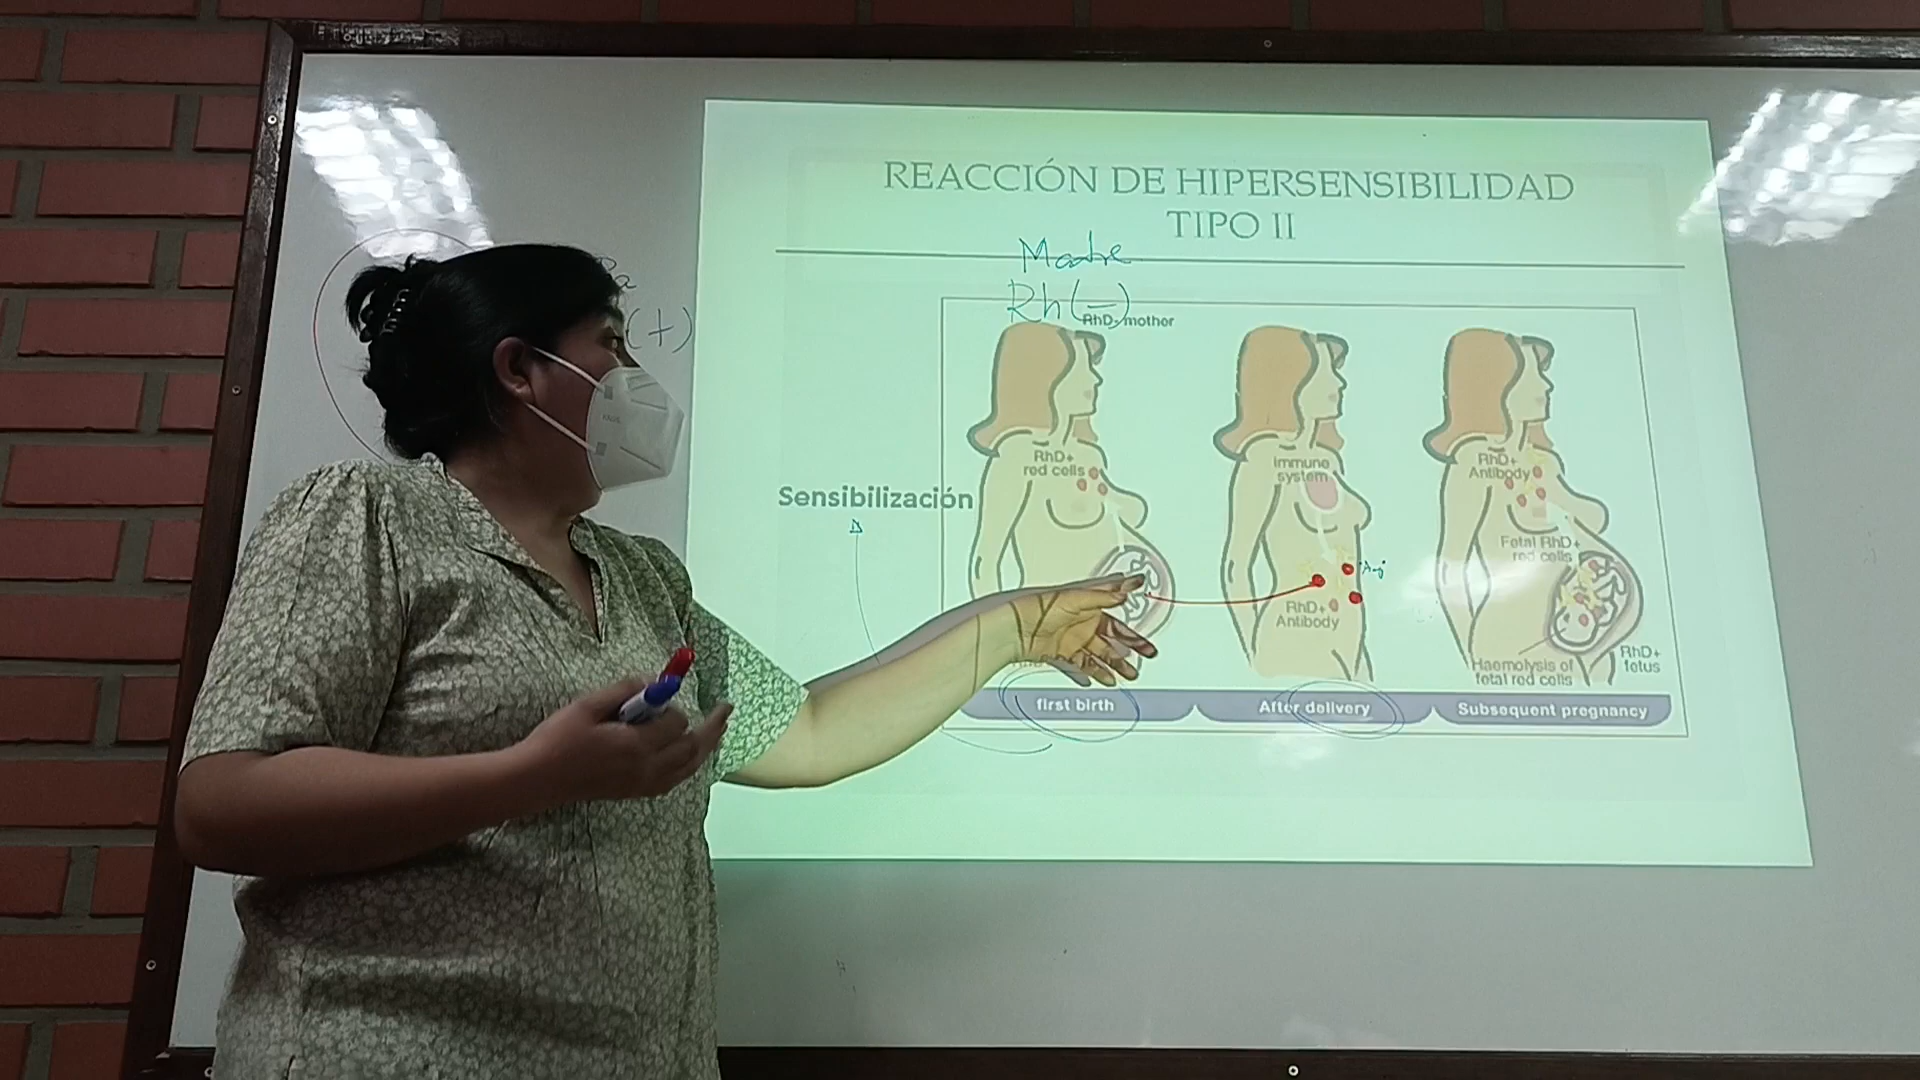 REACCIÓN DE HIPERSENSIBILIDAD
TIPO II
Madre
Rh (-)
(+)
RhD- mother
RhD+
red cells
Immune
system
RhD+
Antibody
Sensibilización
Fetal RhD+
red cells
RhD+
Antibody
Haemolysis of
fetal red cells
RhD+
fetus
first birth
After delivery
Subsequent pregnancy